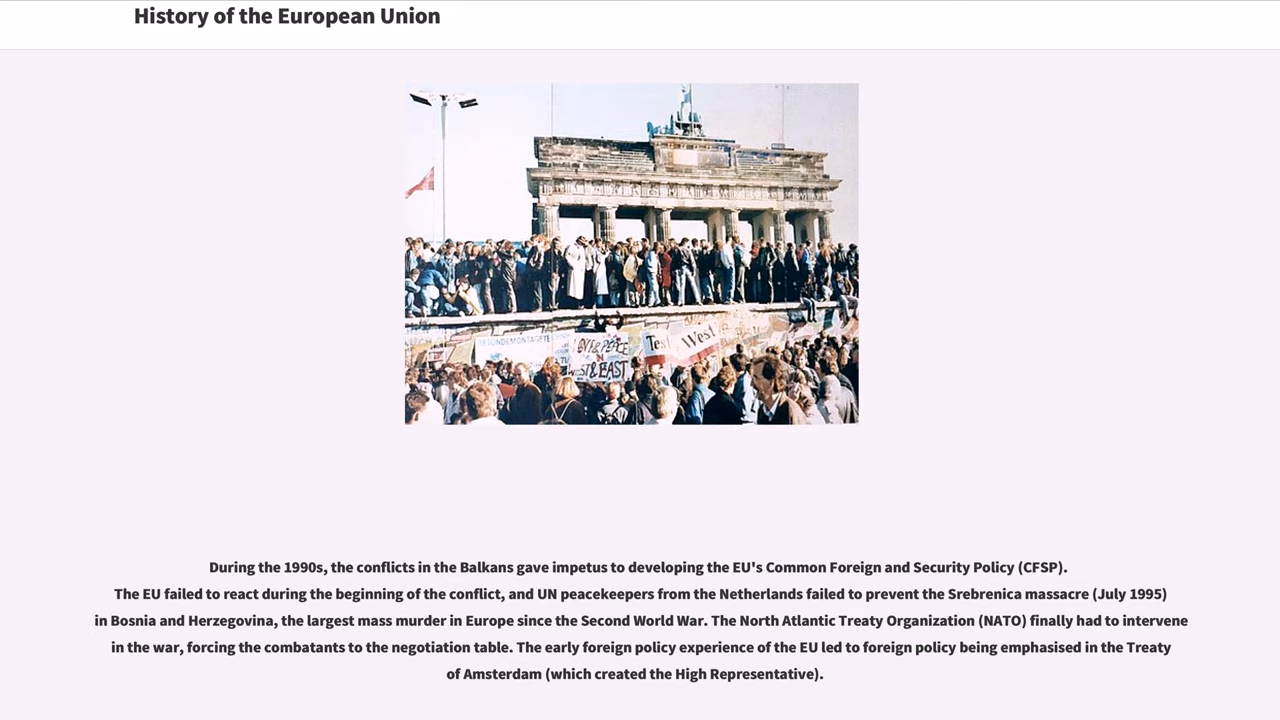 History of the European Union
BETONDEMONTAGETE
LOVE & PEACE
WEST & EAST
Test West
During the 1990s, the conflicts in the Balkans gave impetus to developing the EU's Common Foreign and Security Policy (CFSP).
The EU failed to react during the beginning of the conflict, and UN peacekeepers from the Netherlands failed to prevent the Srebrenica massacre (July 1995)
in Bosnia and Herzegovina, the largest mass murder in Europe since the Second World War. The North Atlantic Treaty Organization (NATO) finally had to intervene
in the war, forcing the combatants to the negotiation table. The early foreign policy experience of the EU led to foreign policy being emphasised in the Treaty
of Amsterdam (which created the High Representative).